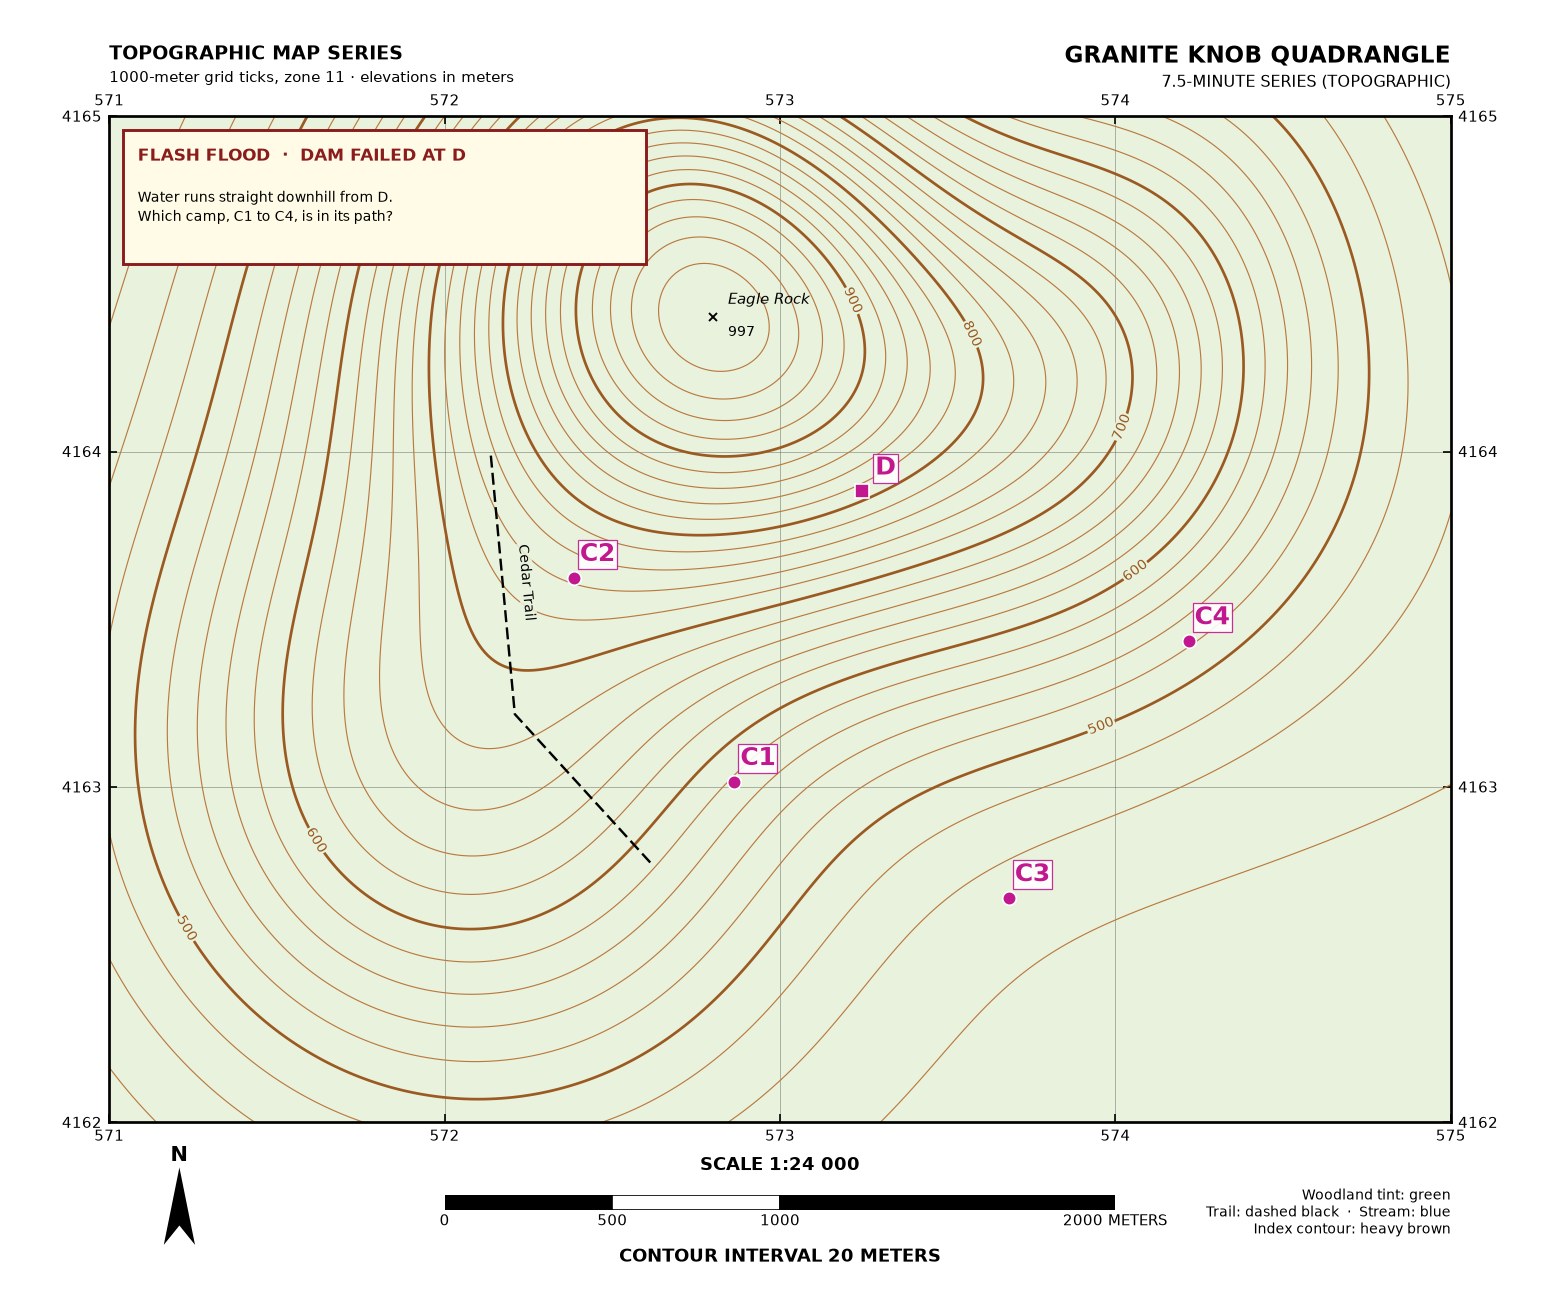 TOPOGRAPHIC MAP SERIES
1000-meter grid ticks, zone 11 · elevations in meters
GRANITE KNOB QUADRANGLE
7.5-MINUTE SERIES (TOPOGRAPHIC)
571 572 573 574 575
4165 4165
FLASH FLOOD · DAM FAILED AT D
Water runs straight downhill from D.
Which camp, C1 to C4, is in its path?
Eagle Rock
997
900
800
700
4164 4164
D
C2
Cedar Trail
600
C4
500
C1
4163 4163
600
C3
500
4162 4162
571 572 573 574 575
N
SCALE 1:24 000
0 500 1000 2000 METERS
CONTOUR INTERVAL 20 METERS
Woodland tint: green
Trail: dashed black · Stream: blue
Index contour: heavy brown